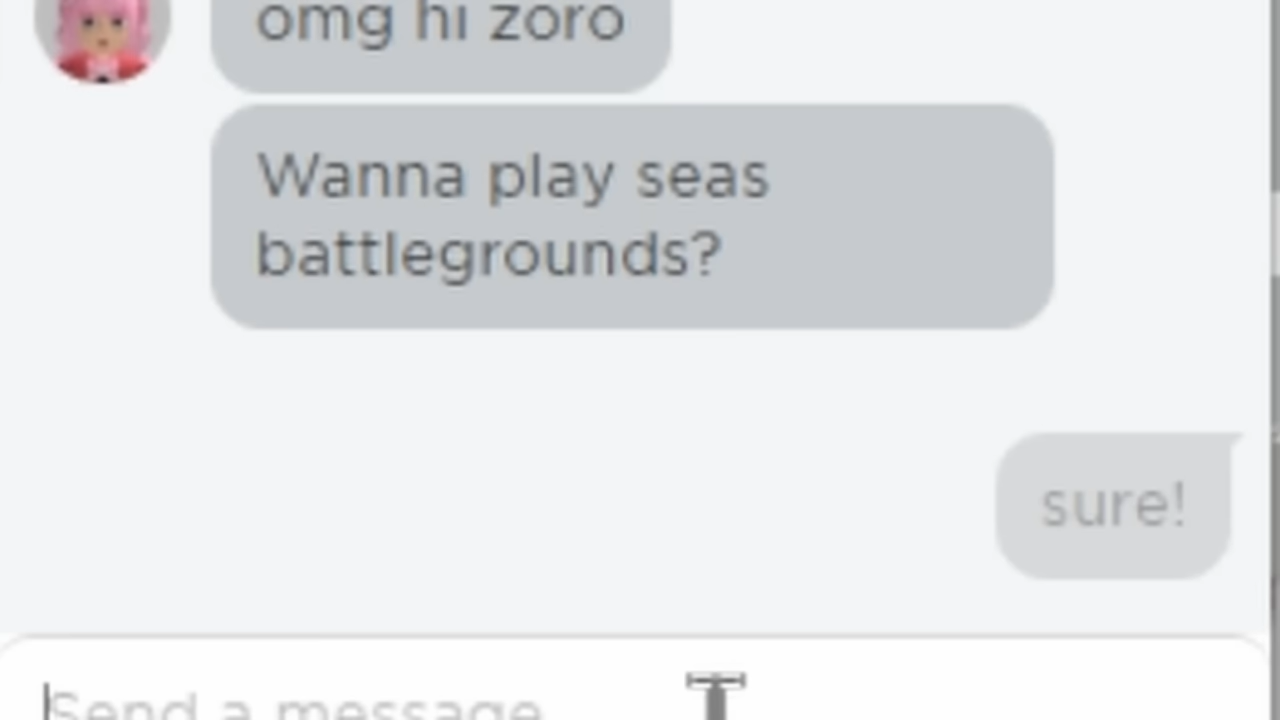 omg hi zoro
Wanna play seas
battlegrounds?
sure!
Send a message